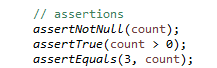 // assertions
assertNotNull(count);
assertTrue(count > 0);
assertEquals(3, count);